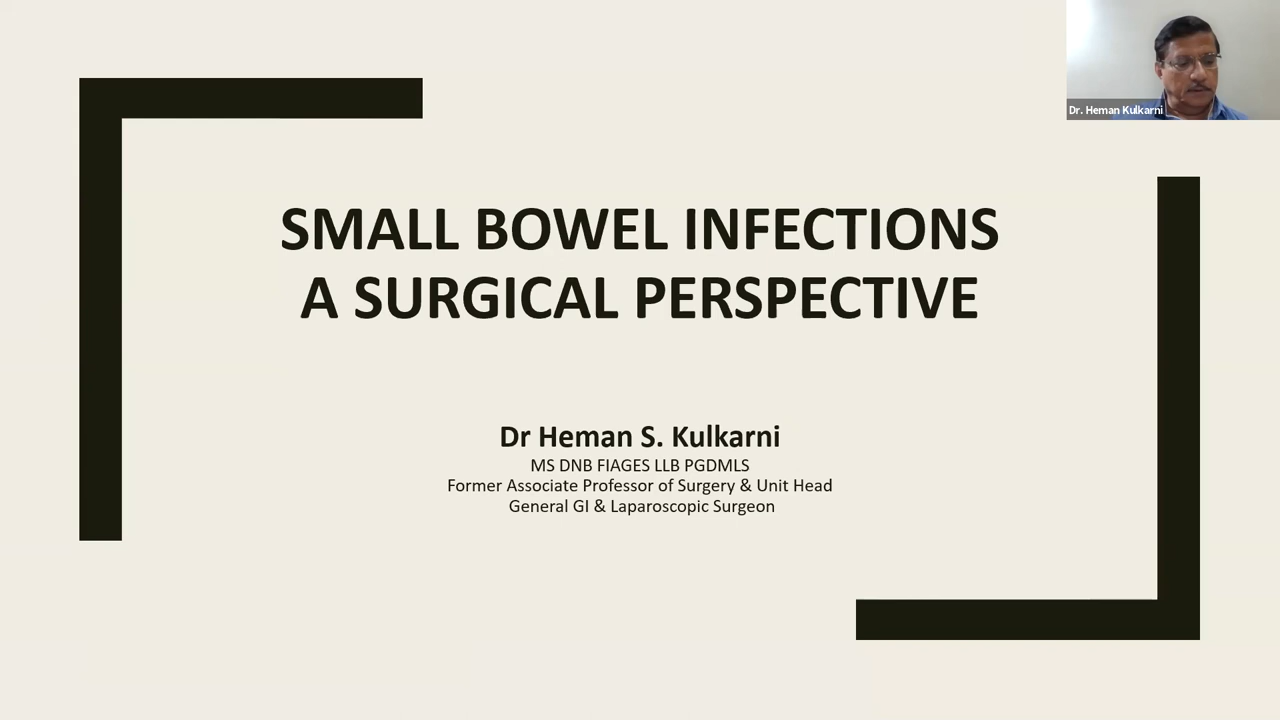 Dr. Heman Kulkarni
SMALL BOWEL INFECTIONS
A SURGICAL PERSPECTIVE
Dr Heman S. Kulkarni
MS DNB FIAGES LLB PGDMLS
Former Associate Professor of Surgery & Unit Head
General GI & Laparoscopic Surgeon